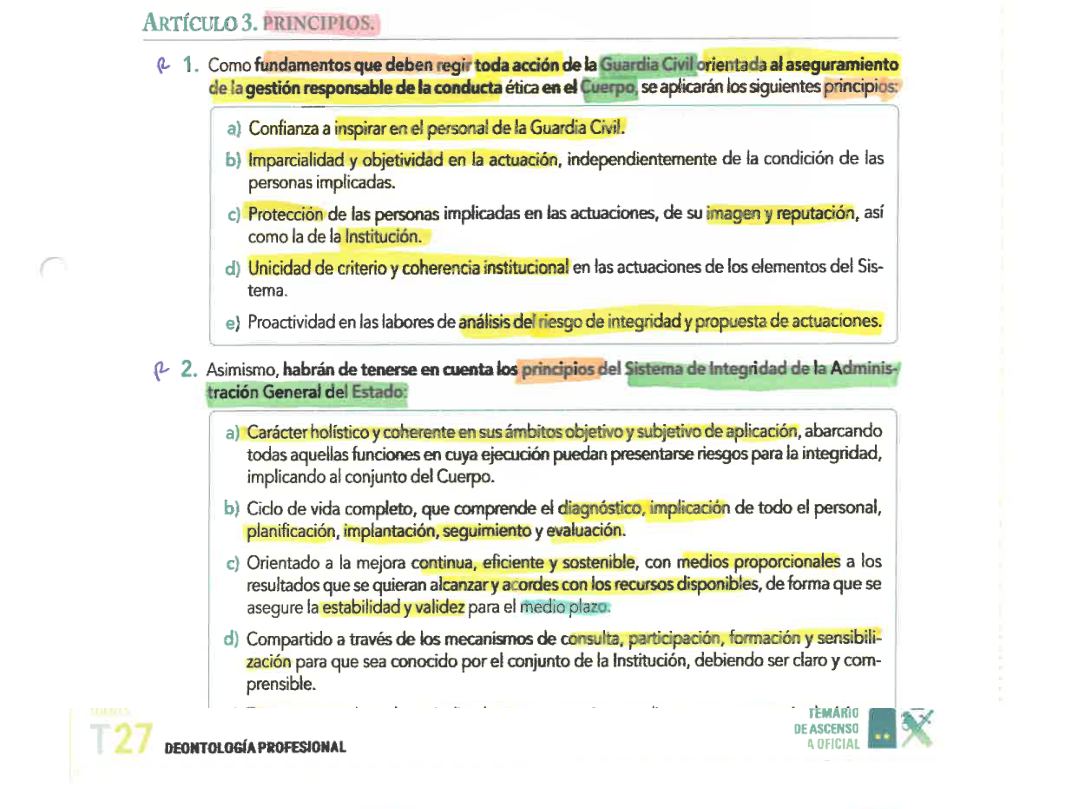 ARTÍCULO 3. PRINCIPIOS.
1. Como fundamentos que deben regir toda acción de la Guardia Civil orientada al aseguramiento
de la gestión responsable de la conducta ética en el Cuerpo, se aplicarán los siguientes principios:
a) Confianza a inspirar en el personal de la Guardia Civil.
b) Imparcialidad y objetividad en la actuación, independientemente de la condición de las
personas implicadas.
c) Protección de las personas implicadas en las actuaciones, de su imagen y reputación, así
como la de la Institución.
d) Unicidad de criterio y coherencia institucional en las actuaciones de los elementos del Sis-
tema.
e) Proactividad en las labores de análisis del riesgo de integridad y propuesta de actuaciones.
2. Asimismo, habrán de tenerse en cuenta los principios del Sistema de Integridad de la Adminis-
tración General del Estado:
a) Carácter holístico y coherente en sus ámbitos objetivo y subjetivo de aplicación, abarcando
todas aquellas funciones en cuya ejecución puedan presentarse riesgos para la integridad,
implicando al conjunto del Cuerpo.
b) Ciclo de vida completo, que comprende el diagnóstico, implicación de todo el personal,
planificación, implantación, seguimiento y evaluación.
c) Orientado a la mejora continua, eficiente y sostenible, con medios proporcionales a los
resultados que se quieran alcanzar y acordes con los recursos disponibles, de forma que se
asegure la estabilidad y validez para el medio plazo.
d) Compartido a través de los mecanismos de consulta, participación, formación y sensibili-
zación para que sea conocido por el conjunto de la Institución, debiendo ser claro y com-
prensible.
T27 DEONTOLOGÍA PROFESIONAL
TEMARIO
DE ASCENSO
A OFICIAL